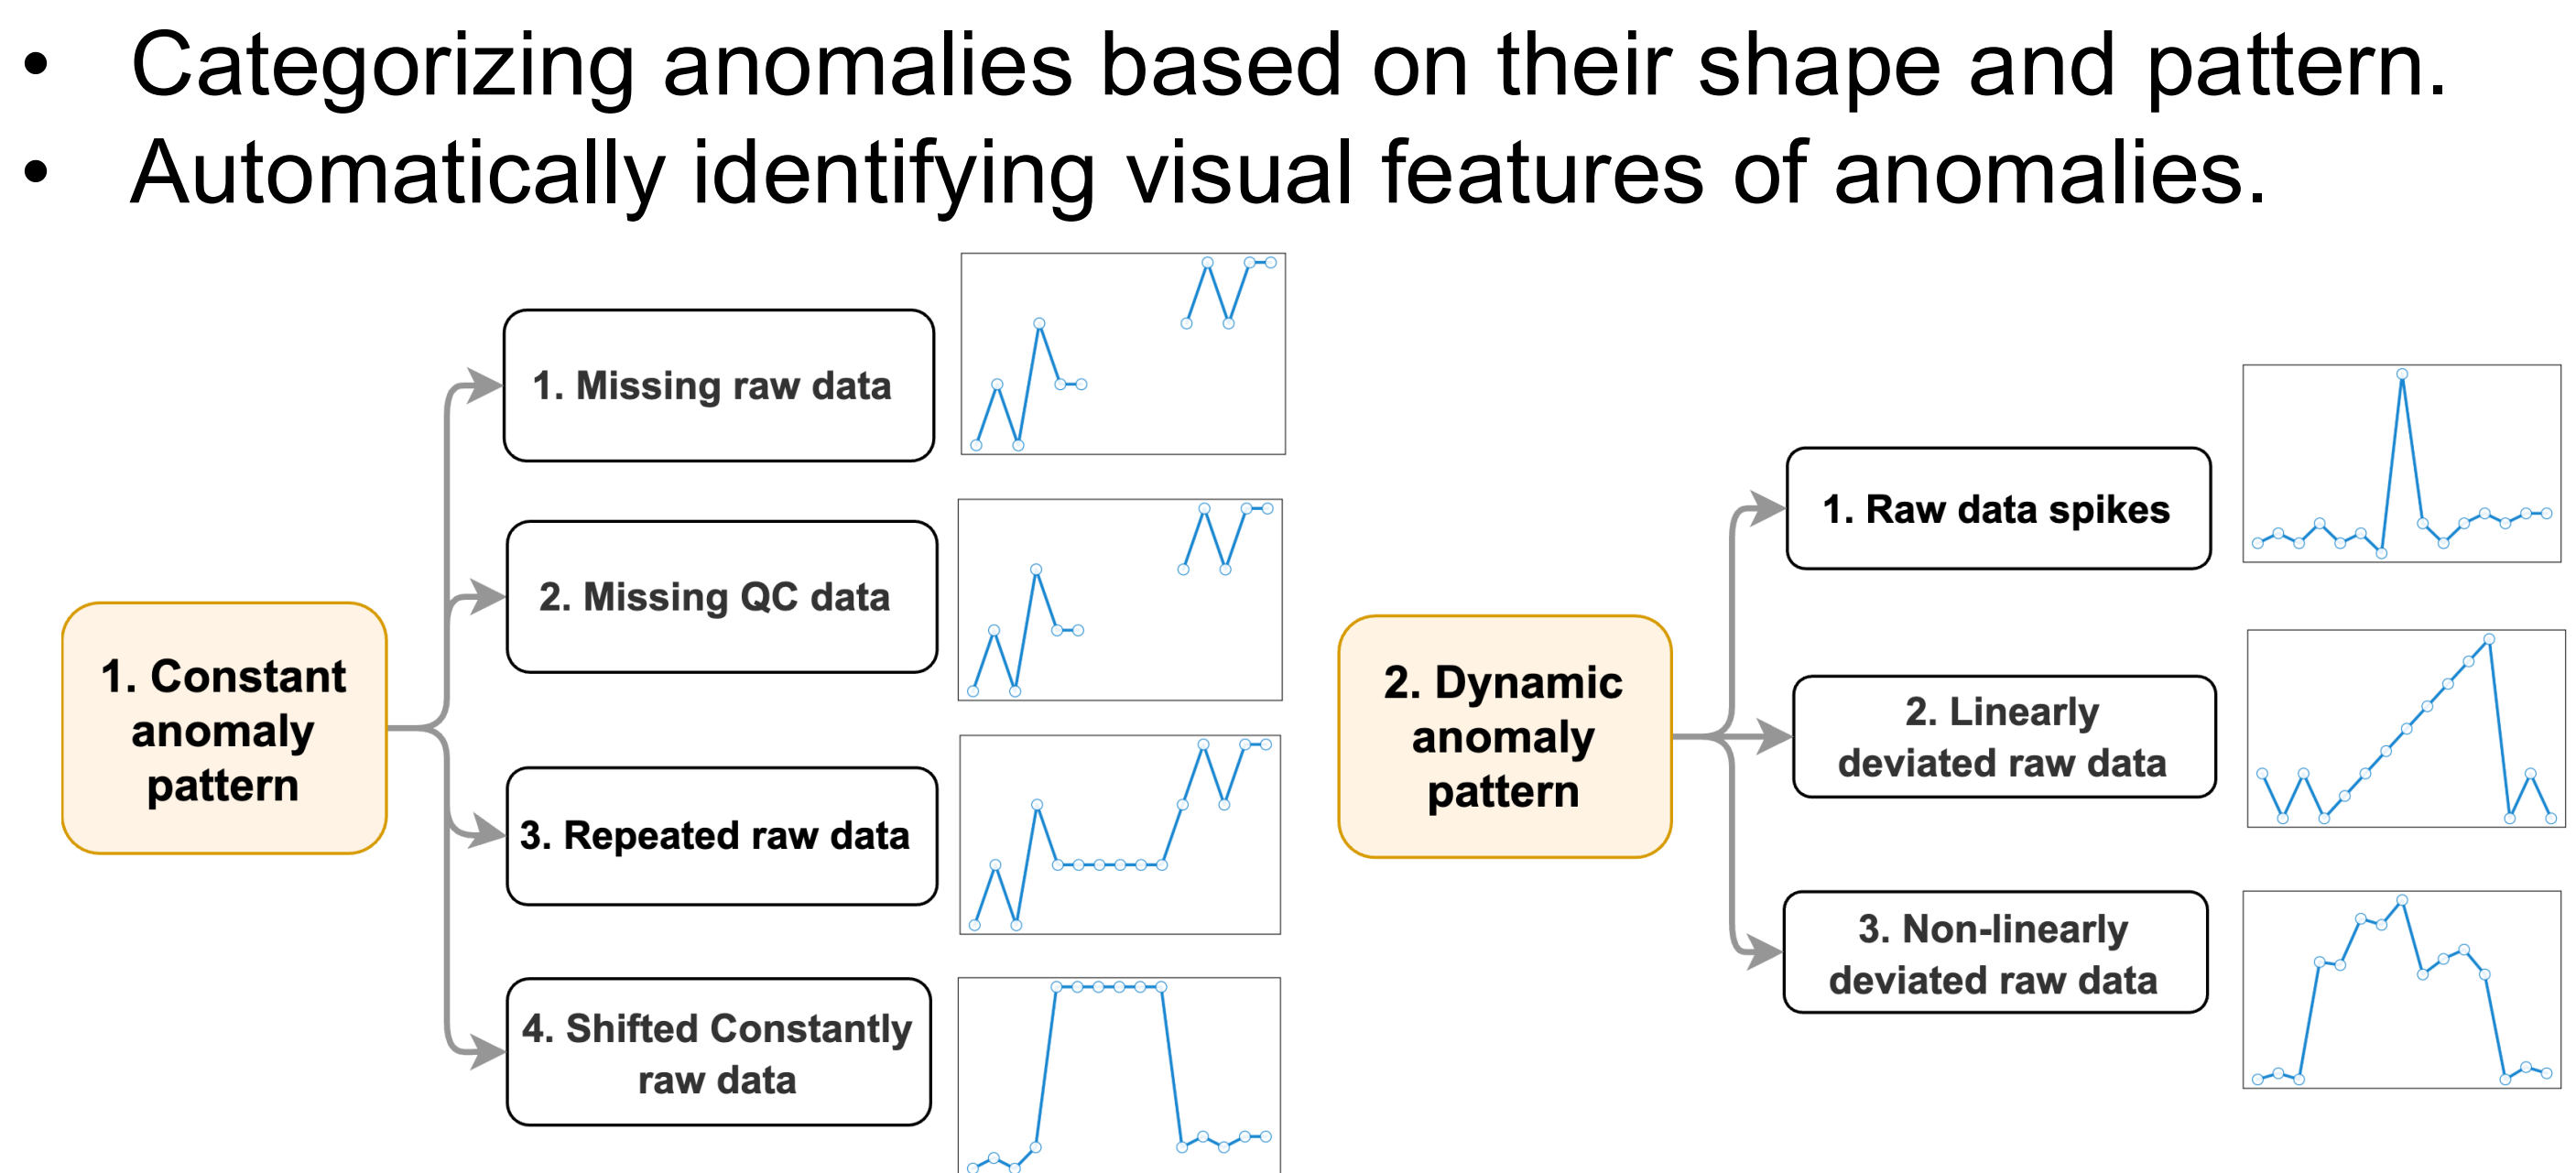 • Categorizing anomalies based on their shape and pattern.
• Automatically identifying visual features of anomalies.
1. Constant
anomaly
pattern
1. Missing raw data
2. Missing QC data
3. Repeated raw data
4. Shifted Constantly
raw data
2. Dynamic
anomaly
pattern
1. Raw data spikes
2. Linearly
deviated raw data
3. Non-linearly
deviated raw data